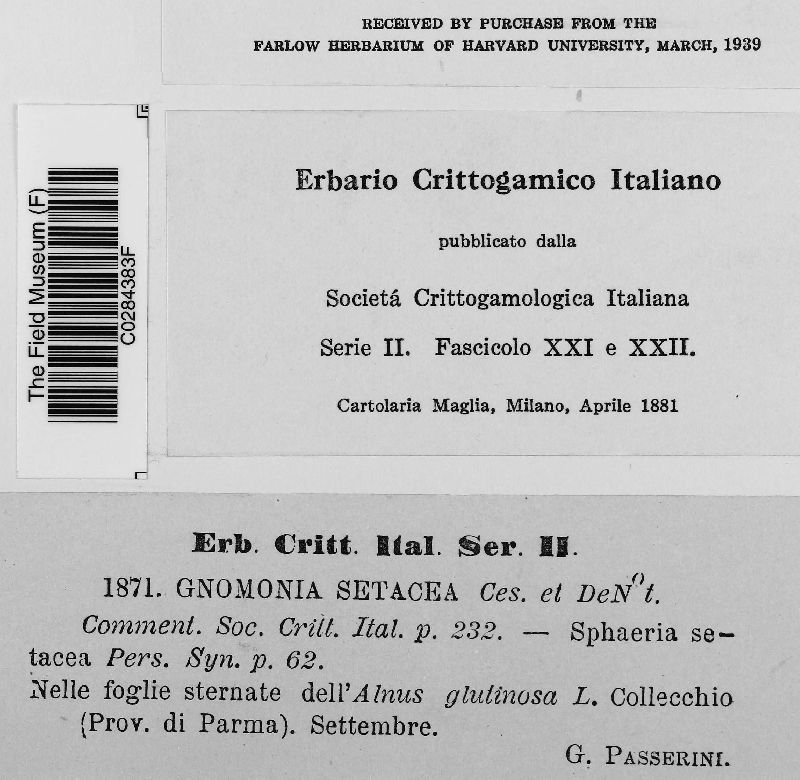 RECEIVED BY PURCHASE FROM THE
FARLOW HERBARIUM OF HARVARD UNIVERSITY, MARCH, 1939
The Field Museum (F)
C0284383F
Erbario Crittogamico Italiano
pubblicato dalla
Societá Crittogamologica Italiana
Serie II. Fascicolo XXI e XXII.
Cartolaria Maglia, Milano, Aprile 1881
Erb. Critt. Ital. Ser. II.
1871. GNOMONIA SETACEA Ces. et DeNot.
Comment. Soc. Critt. Ital. p. 232. — Sphaeria se-
tacea Pers. Syn. p. 62.
Nelle foglie sternate dell'Alnus glutinosa L. Collecchio
(Prov. di Parma). Settembre.
G. PASSERINI.